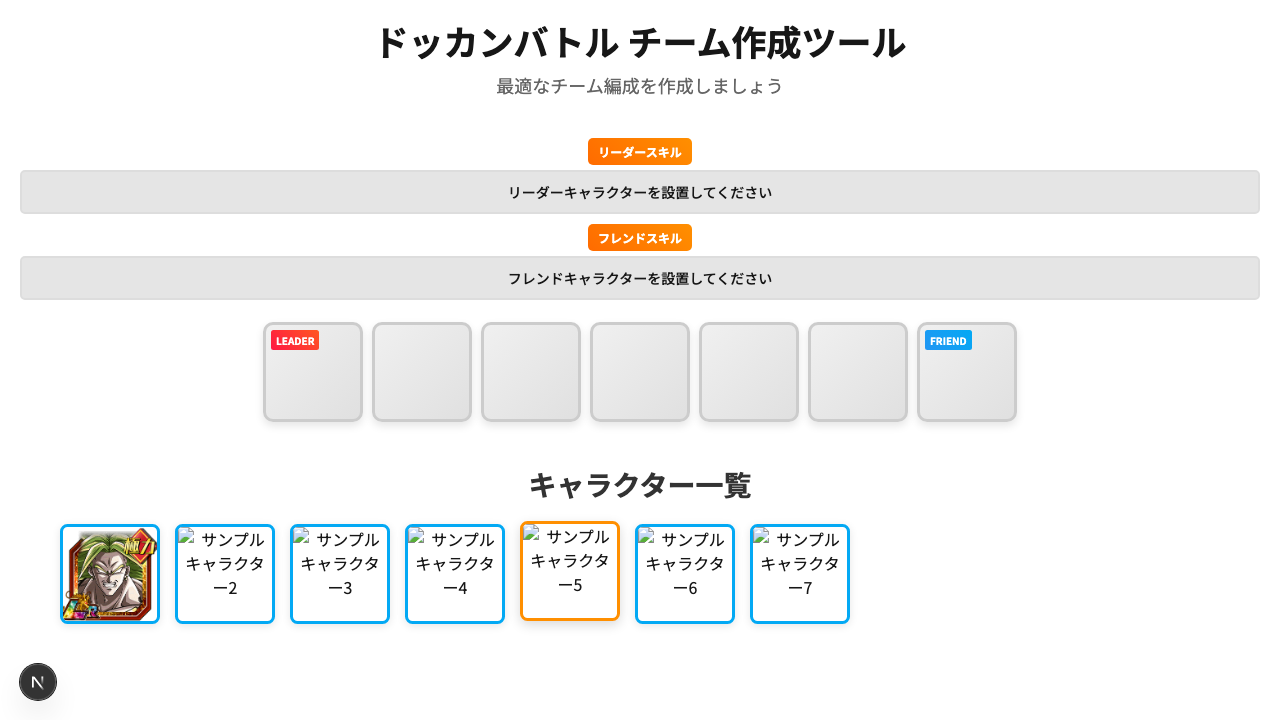 ドッカンバトル チーム作成ツール
最適なチーム編成を作成しましょう
リーダースキル
リーダーキャラクターを設置してください
フレンドスキル
フレンドキャラクターを設置してください
LEADER
FRIEND
キャラクター一覧
極力
LR
サンプル
キャラクタ
ー2
サンプル
キャラクタ
ー3
サンプル
キャラクタ
ー4
サンプル
キャラクタ
ー5
サンプル
キャラクタ
ー6
サンプル
キャラクタ
ー7
N